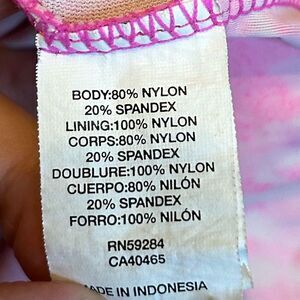 BODY:80% NYLON
20% SPANDEX
LINING:100% NYLON
CORPS:80% NYLON
20% SPANDEX
DOUBLURE:100% NYLON
CUERPO:80% NILÓN
20% SPANDEX
FORRO:100% NILÓN
RN59284
CA40465
MADE IN INDONESIA